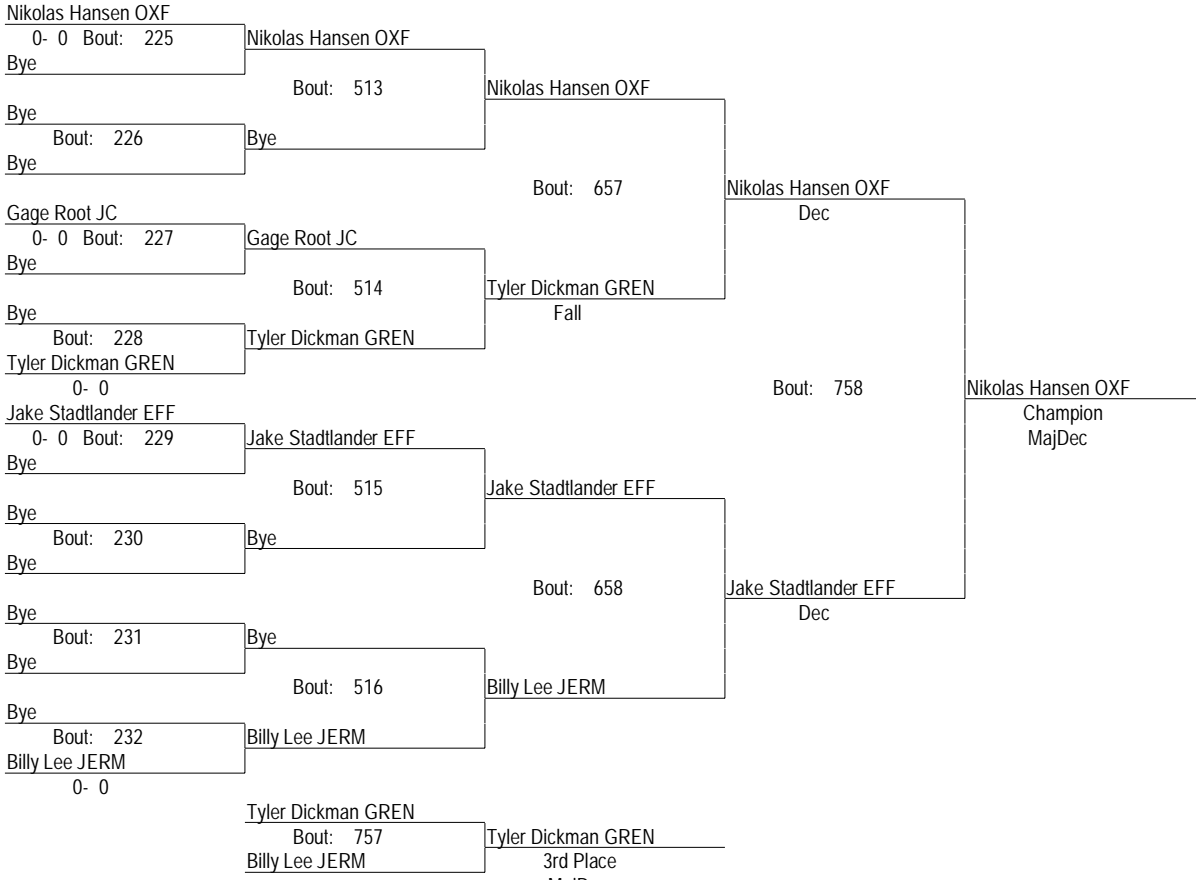 Nikolas Hansen OXF
0- 0 Bout: 225 Nikolas Hansen OXF
Bye
Bout: 513 Nikolas Hansen OXF
Bye
Bout: 226 Bye
Bye
Bout: 657 Nikolas Hansen OXF
Gage Root JC Dec
0- 0 Bout: 227 Gage Root JC
Bye
Bout: 514 Tyler Dickman GREN
Bye Fall
Bout: 228 Tyler Dickman GREN
Tyler Dickman GREN
0- 0 Bout: 758 Nikolas Hansen OXF
Jake Stadtlander EFF Champion
0- 0 Bout: 229 Jake Stadtlander EFF MajDec
Bye
Bout: 515 Jake Stadtlander EFF
Bye
Bout: 230 Bye
Bye
Bout: 658 Jake Stadtlander EFF
Bye Dec
Bout: 231 Bye
Bye
Bout: 516 Billy Lee JERM
Bye
Bout: 232 Billy Lee JERM
Billy Lee JERM
0- 0
Tyler Dickman GREN
Bout: 757 Tyler Dickman GREN
Billy Lee JERM 3rd Place